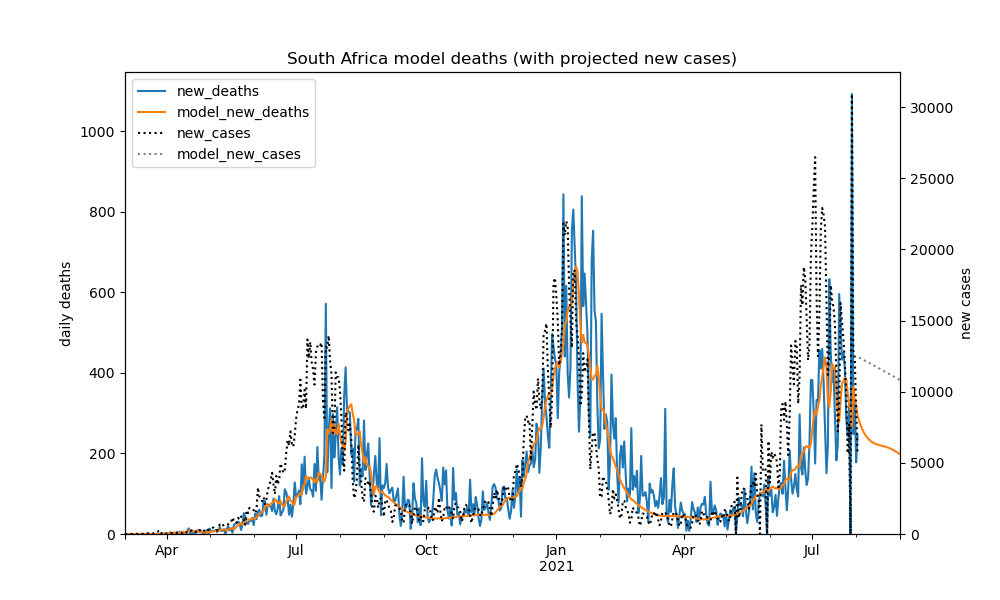 South Africa model deaths (with projected new cases)
new_deaths
model_new_deaths
new_cases
model_new_cases
daily deaths
1000
800
600
400
200
0
30000
25000
20000
15000
10000
5000
0
new cases
Apr
Jul
Oct
Jan
2021
Apr
Jul